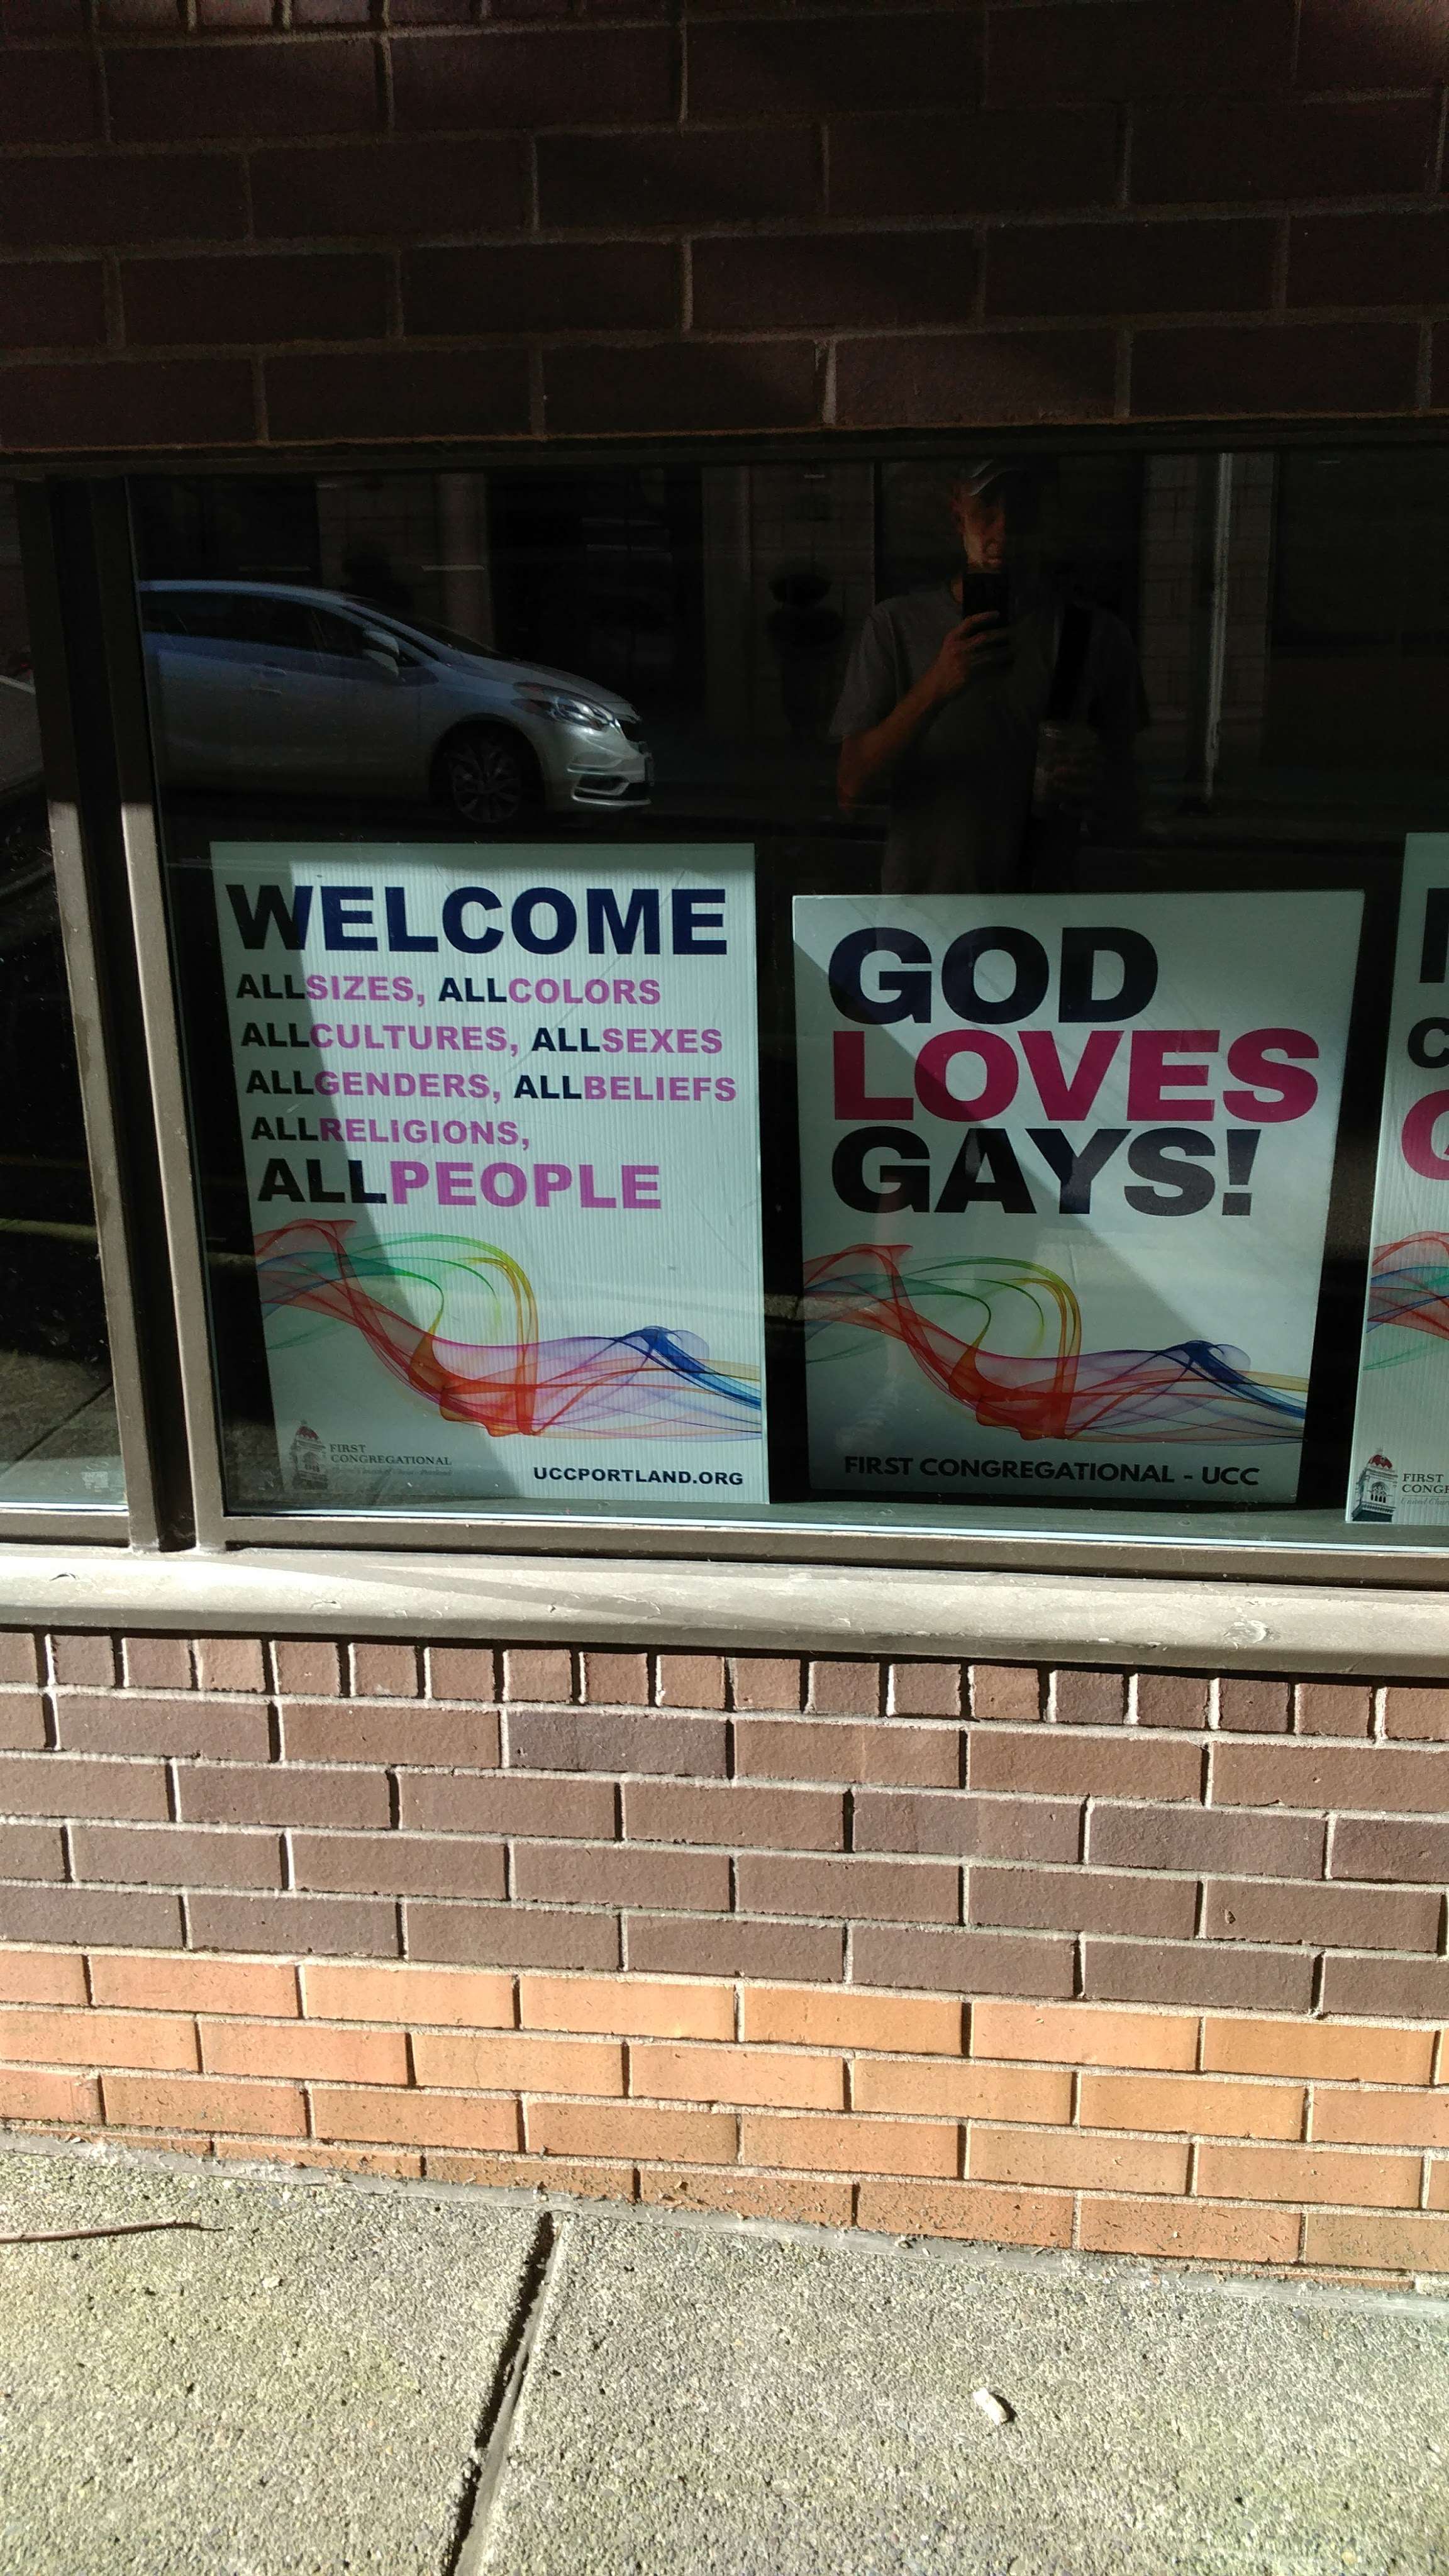 WELCOME
ALLSIZES, ALLCOLORS
ALLCULTURES, ALLSEXES
ALLGENDERS, ALLBELIEFS
ALLRELIGIONS,
ALLPEOPLE
FIRST
CONGREGATIONAL
UCCPORTLAND.ORG
GOD
LOVES
GAYS!
FIRST CONGREGATIONAL - UCC
FIRST